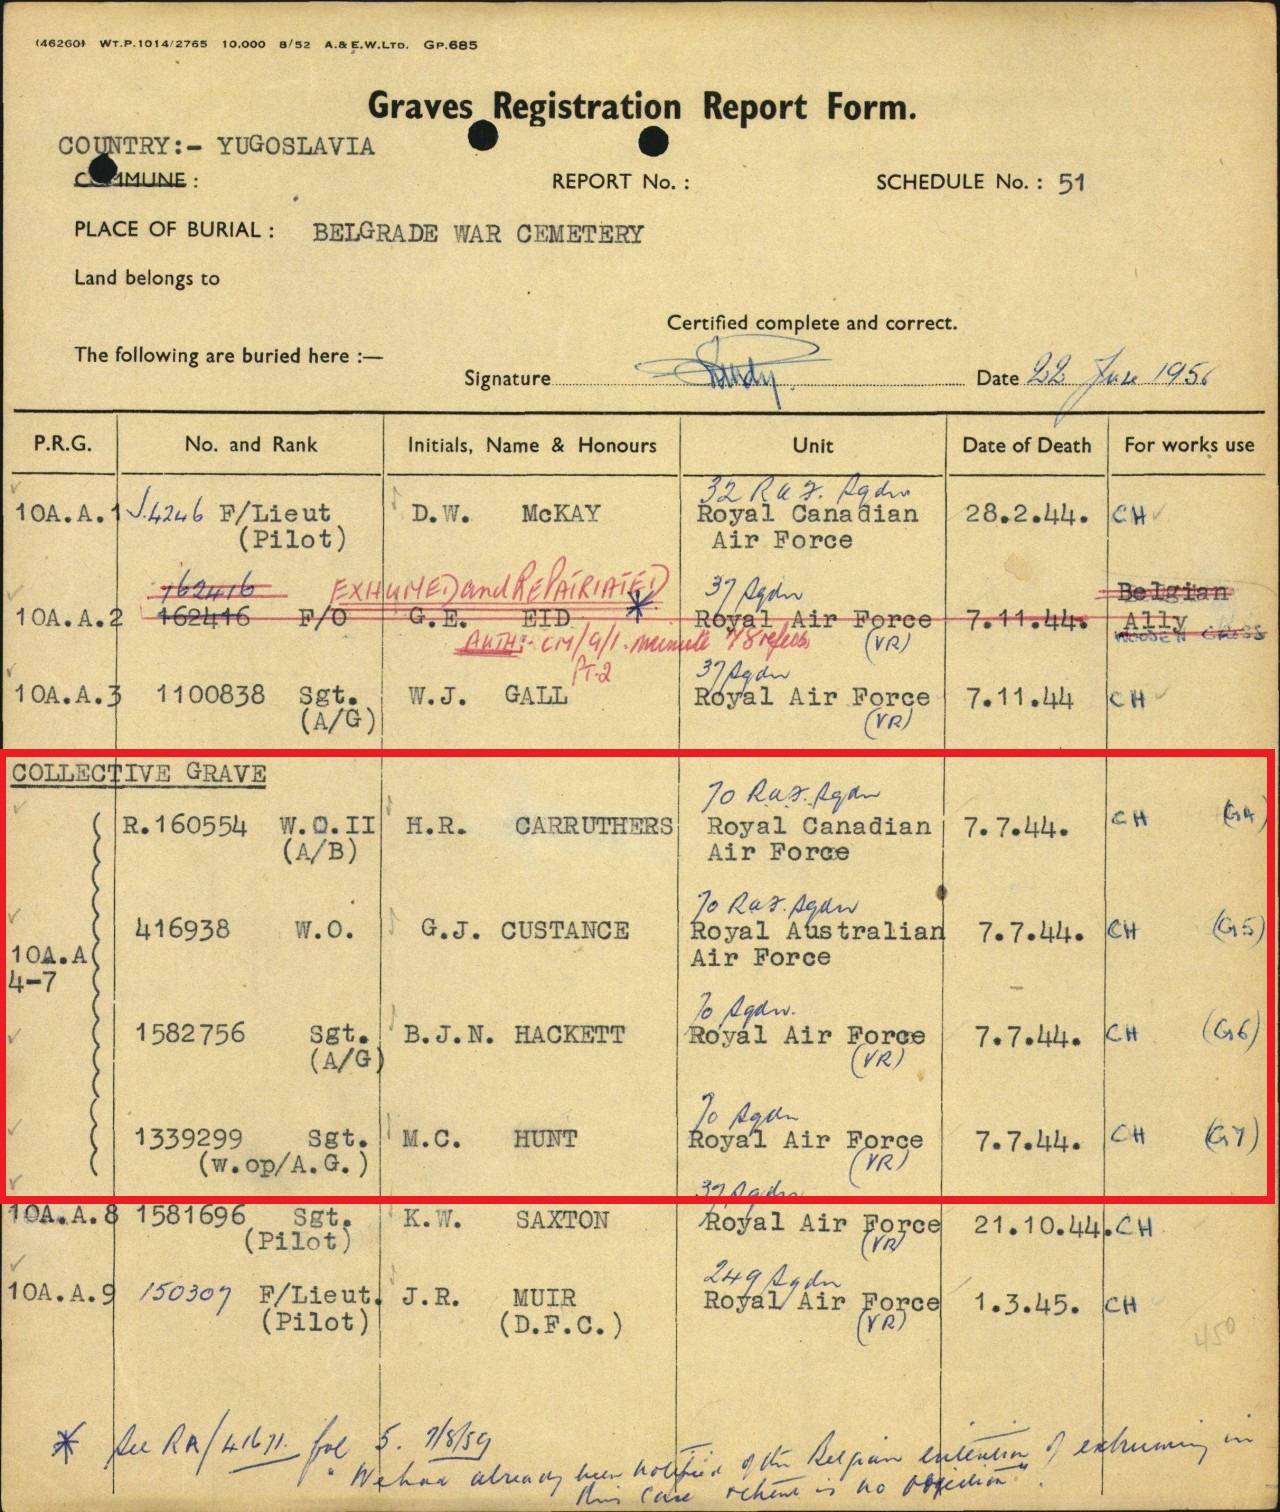 (46260) WT.P.1014/2765 10,000 8/52 A.& E.W.LTD. GP.685
Graves Registration Report Form.
COUNTRY:- YUGOSLAVIA
COMMUNE : REPORT No. : SCHEDULE No. : 51
PLACE OF BURIAL : BELGRADE WAR CEMETERY
Land belongs to
Certified complete and correct.
The following are buried here :—
Signature Date 22 June 1956
P.R.G. No. and Rank Initials, Name & Honours Unit Date of Death For works use
32 R.A.F. Sqdn
10A.A.1 J.4246 F/Lieut D.W. McKAY Royal Canadian 28.2.44. CH
(Pilot) Air Force
162416 EXHUMED and REPATRIATED 37 Sqdn Belgian
10A.A.2 162416 F/O G.E. EID * Royal Air Force 7.11.44. Ally
AUTH:- CM/9/1. minute 78 refers (VR) WOODEN CROSS
Pt-2 37 Sqdn
10A.A.3 1100838 Sgt. W.J. GALL Royal Air Force 7.11.44 CH
(A/G) (VR)
COLLECTIVE GRAVE
70 R.A.F. Sqdn
R.160554 W.O.II H.R. CARRUTHERS Royal Canadian 7.7.44. CH (G4)
(A/B) Air Force
70 R.A.F. Sqdn
416938 W.O. G.J. CUSTANCE Royal Australian 7.7.44. CH (G5)
10A.A Air Force
4-7
70 Sqdn.
1582756 Sgt. B.J.N. HACKETT Royal Air Force 7.7.44. CH (G6)
(A/G) (VR)
70 Sqdn
1339299 Sgt. M.C. HUNT Royal Air Force 7.7.44. CH (G7)
(w.op/A.G.) (VR)
37 Sqdn
10A.A.8 1581696 Sgt. K.W. SAXTON Royal Air Force 21.10.44. CH
(Pilot) (VR)
249 Sqdn
10A.A.9 150307 F/Lieut. J.R. MUIR Royal Air Force 1.3.45. CH
(Pilot) (D.F.C.) (VR)
450
* See RA/41671. fol 5. 7/8/59
"We had already been notified of the Belgian intention of exhuming in
this case & there is no objection".